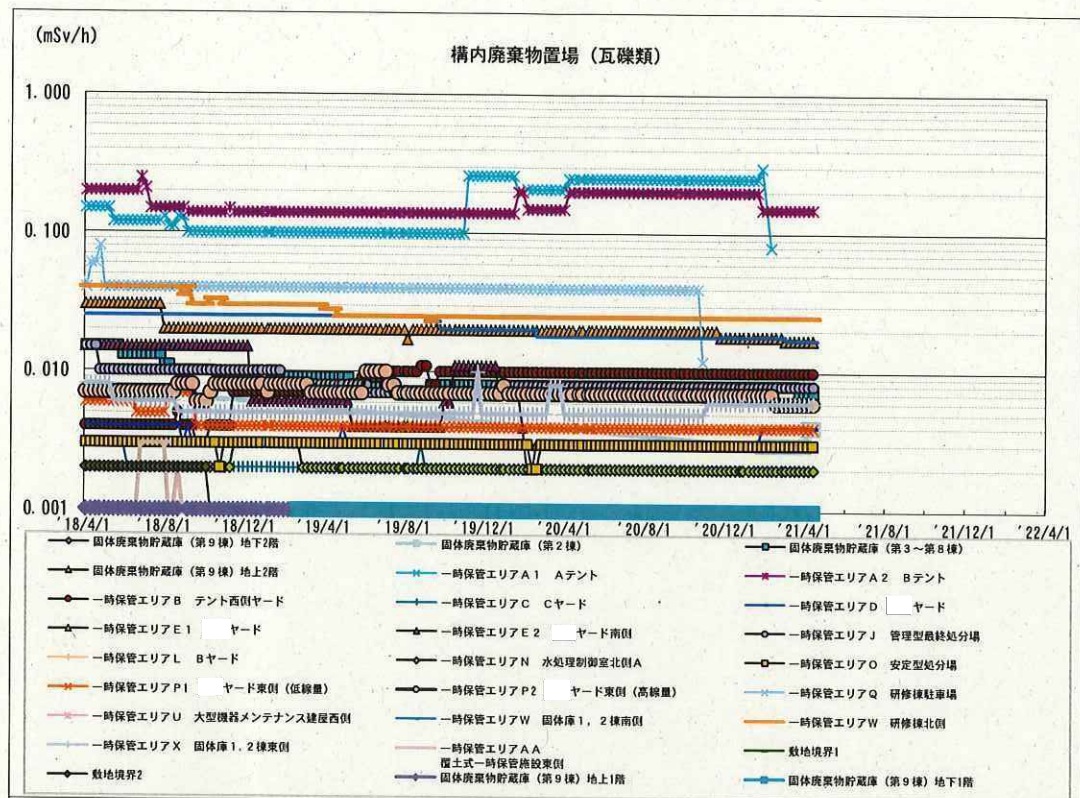 (mSv/h)
構内廃棄物置場（瓦礫類）
1.000
0.100
0.010
0.001
'18/4/1 '18/8/1 '18/12/1 '19/4/1 '19/8/1 '19/12/1 '20/4/1 '20/8/1 '20/12/1 '21/4/1 '21/8/1 '21/12/1 '22/4/1
固体廃棄物貯蔵庫（第９棟）地下2階 固体廃棄物貯蔵庫（第２棟） 固体廃棄物貯蔵庫（第３～第８棟）
固体廃棄物貯蔵庫（第９棟）地上2階 一時保管エリアＡ１　Ａテント 一時保管エリアＡ２　Ｂテント
一時保管エリアＢ　テント西側ヤード 一時保管エリアＣ　Ｃヤード 一時保管エリアＤ　ヤード
一時保管エリアＥ１　ヤード 一時保管エリアＥ２　ヤード南側 一時保管エリアＪ　管理型最終処分場
一時保管エリアＬ　Ｂヤード 一時保管エリアＮ　水処理制御室北側Ａ 一時保管エリアＯ　安定型処分場
一時保管エリアP1　ヤード東側（低線量） 一時保管エリアP2　ヤード東側（高線量） 一時保管エリアＱ　研修棟駐車場
一時保管エリアＵ　大型機器メンテナンス建屋西側 一時保管エリアＷ　固体庫1，2棟南側 一時保管エリアＷ　研修棟北側
一時保管エリアＸ　固体庫1，2棟東側 一時保管エリアＡＡ 敷地境界1
覆土式一時保管施設東側
敷地境界2 固体廃棄物貯蔵庫（第９棟）地上1階 固体廃棄物貯蔵庫（第９棟）地下1階